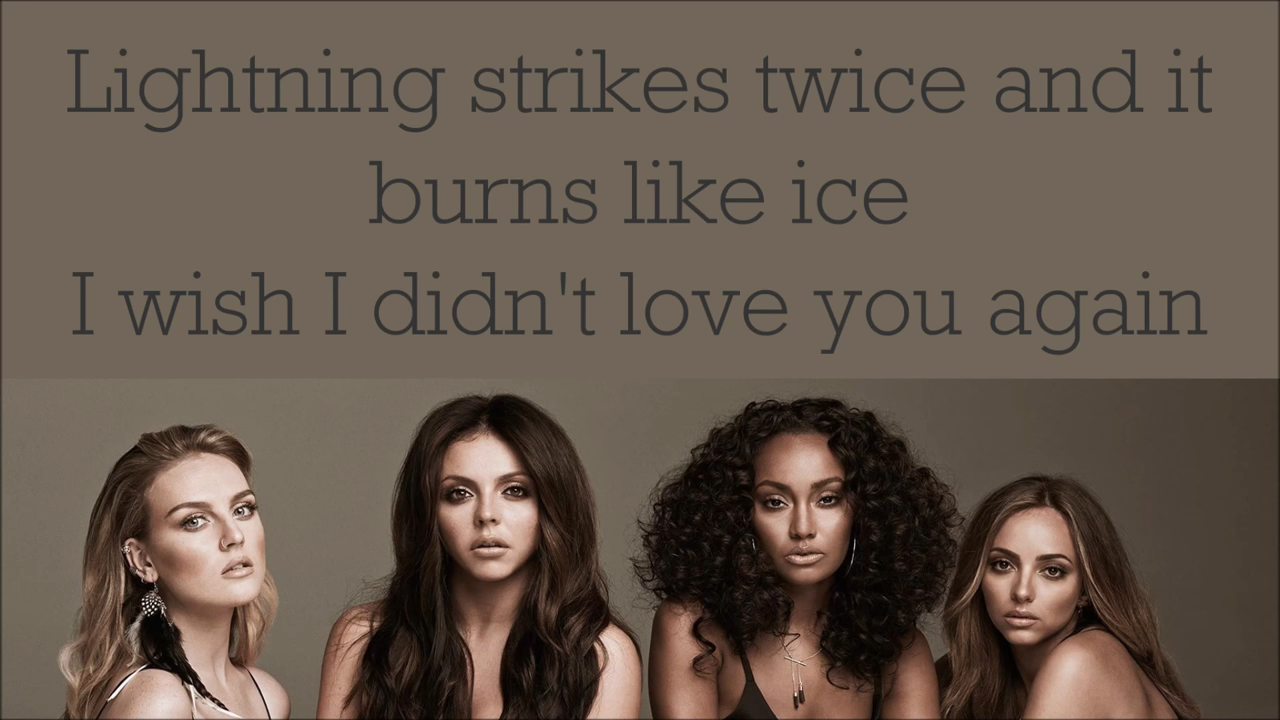 Lightning strikes twice and it
burns like ice
I wish I didn't love you again